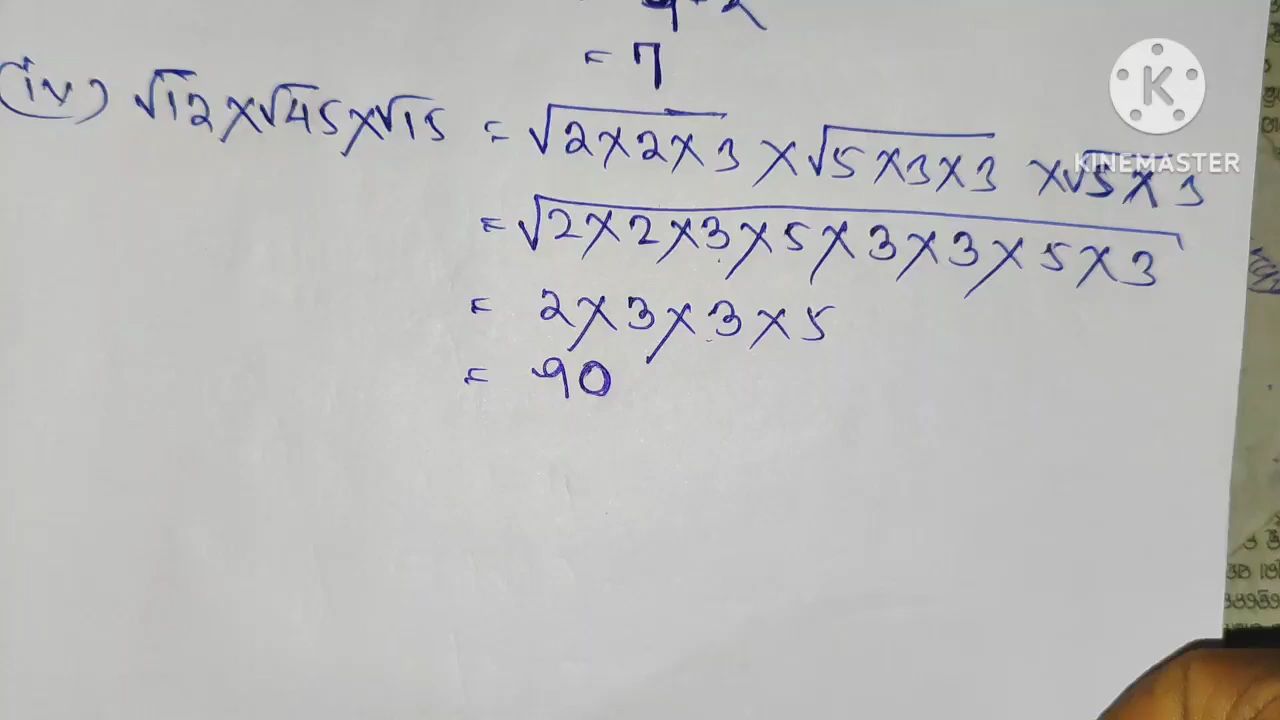 = 7
(iv) √12×√45×√15 = √2×2×3 ×√5×3×3 ×√5×3
= √2×2×3×5×3×3×5×3
= 2×3×3×5
= 90
K
KINEMASTER